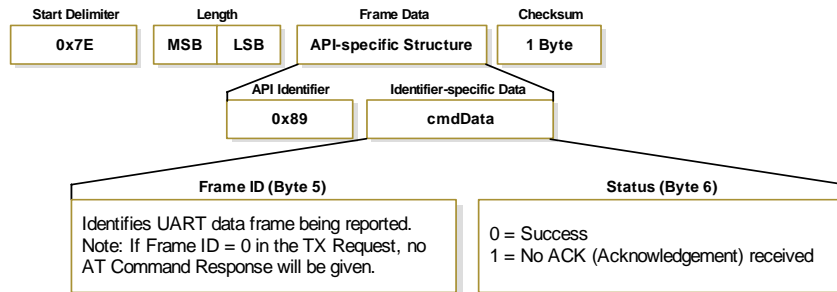 Start Delimiter Length Frame Data Checksum
0x7E MSB LSB API-specific Structure 1 Byte
API Identifier Identifier-specific Data
0x89 cmdData
Frame ID (Byte 5)
Identifies UART data frame being reported.
Note: If Frame ID = 0 in the TX Request, no
AT Command Response will be given.
Status (Byte 6)
0 = Success
1 = No ACK (Acknowledgement) received